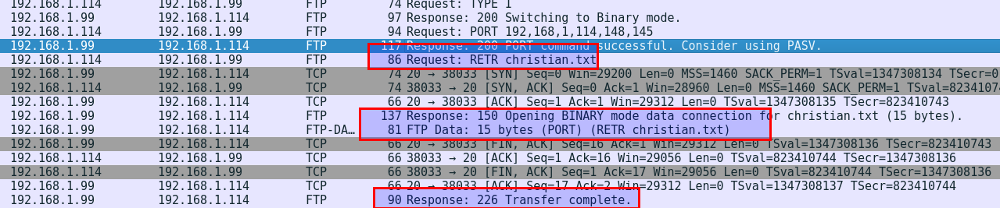 192.168.1.114 192.168.1.99 FTP 74 Request: TYPE I
192.168.1.99 192.168.1.114 FTP 97 Response: 200 Switching to Binary mode.
192.168.1.114 192.168.1.99 FTP 94 Request: PORT 192,168,1,114,148,145
192.168.1.99 192.168.1.114 FTP 117 Response: 200 PORT command successful. Consider using PASV.
192.168.1.114 192.168.1.99 FTP 86 Request: RETR christian.txt
192.168.1.99 192.168.1.114 TCP 74 20 → 38033 [SYN] Seq=0 Win=29200 Len=0 MSS=1460 SACK_PERM=1 TSval=1347308134 TSecr=0
192.168.1.114 192.168.1.99 TCP 74 38033 → 20 [SYN, ACK] Seq=0 Ack=1 Win=28960 Len=0 MSS=1460 SACK_PERM=1 TSval=8234107
192.168.1.99 192.168.1.114 TCP 66 20 → 38033 [ACK] Seq=1 Ack=1 Win=29312 Len=0 TSval=1347308135 TSecr=823410743
192.168.1.99 192.168.1.114 FTP 137 Response: 150 Opening BINARY mode data connection for christian.txt (15 bytes).
192.168.1.99 192.168.1.114 FTP-DA… 81 FTP Data: 15 bytes (PORT) (RETR christian.txt)
192.168.1.99 192.168.1.114 TCP 66 20 → 38033 [FIN, ACK] Seq=16 Ack=1 Win=29312 Len=0 TSval=1347308136 TSecr=823410743
192.168.1.114 192.168.1.99 TCP 66 38033 → 20 [ACK] Seq=1 Ack=16 Win=29056 Len=0 TSval=823410744 TSecr=1347308136
192.168.1.114 192.168.1.99 TCP 66 38033 → 20 [FIN, ACK] Seq=1 Ack=17 Win=29056 Len=0 TSval=823410744 TSecr=1347308136
192.168.1.99 192.168.1.114 TCP 66 20 → 38033 [ACK] Seq=17 Ack=2 Win=29312 Len=0 TSval=1347308137 TSecr=823410744
192.168.1.99 192.168.1.114 FTP 90 Response: 226 Transfer complete.